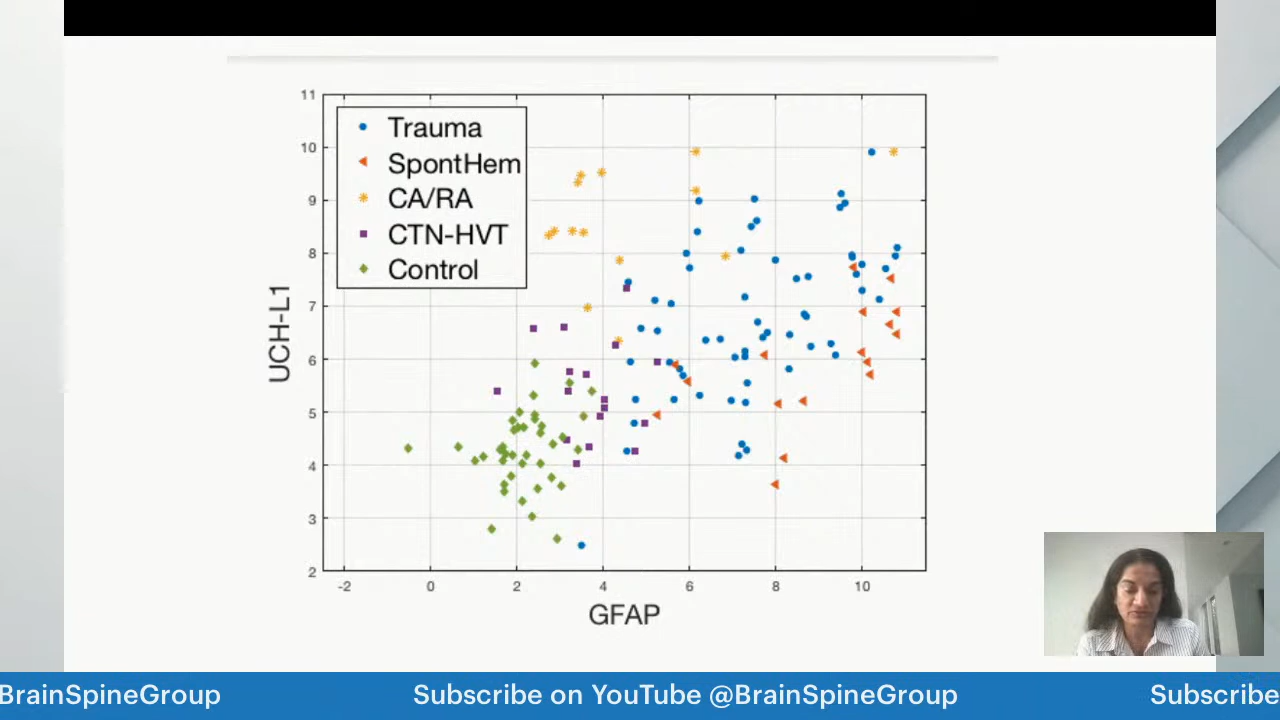 11
10
9
8
7
6
5
4
3
2
UCH-L1
Trauma
SpontHem
CA/RA
CTN-HVT
Control
-2 0 2 4 6 8 10
GFAP
BrainSpineGroup Subscribe on YouTube @BrainSpineGroup Subscribe